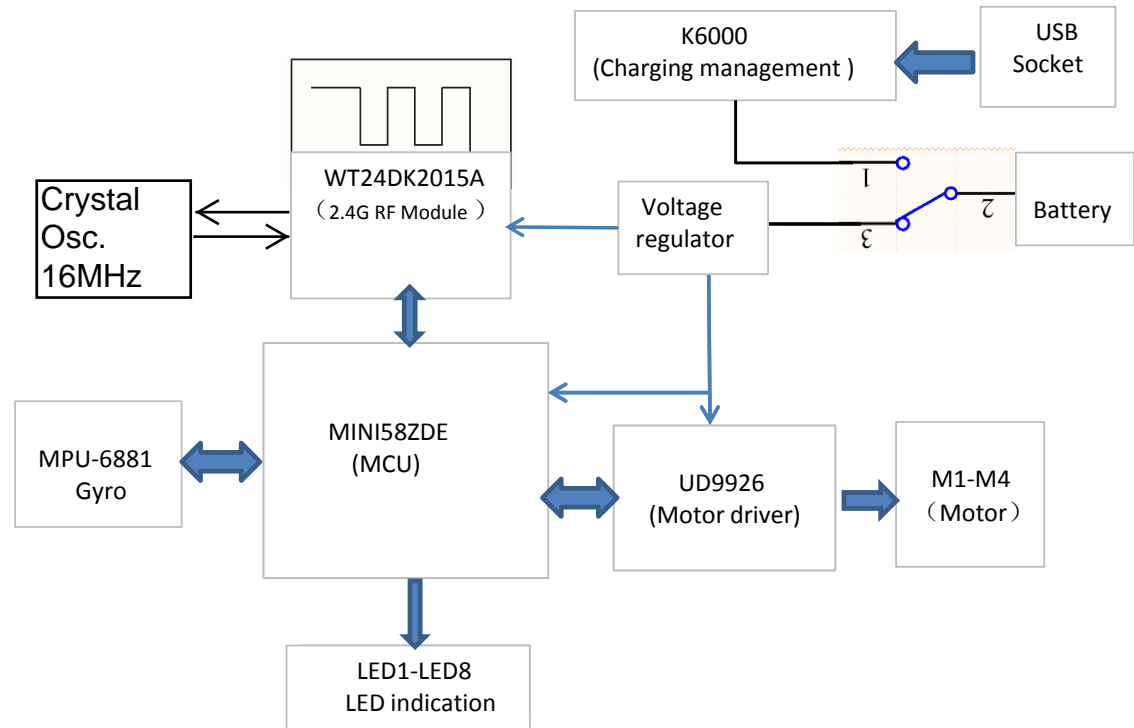 K6000
(Charging management )
USB
Socket
WT24DK2015A
（2.4G RF Module）
Crystal
Osc.
16MHz
Voltage
regulator
1
2
3
Battery
MINI58ZDE
(MCU)
MPU-6881
Gyro
UD9926
(Motor driver)
M1-M4
（Motor）
LED1-LED8
LED indication